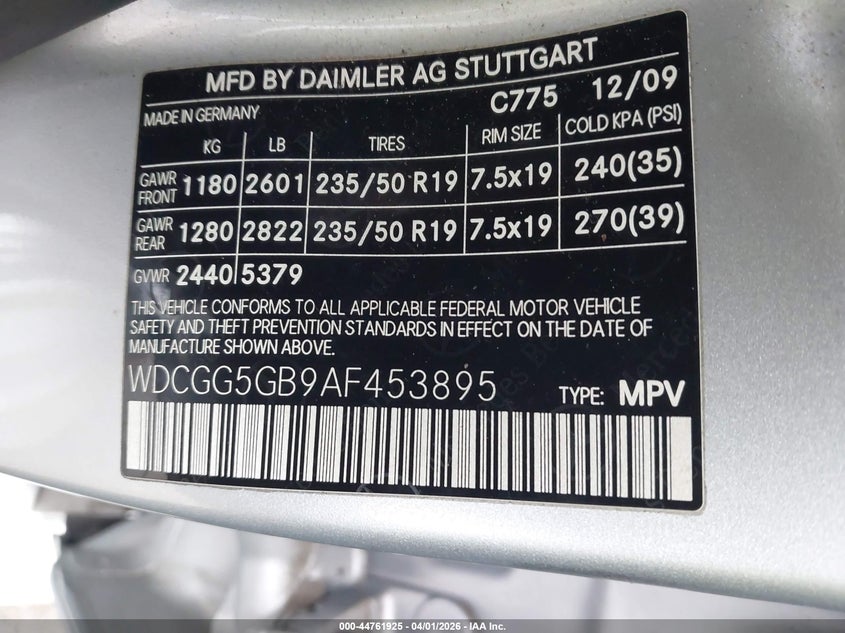 MFD BY DAIMLER AG STUTTGART
MADE IN GERMANY C775 12/09
KG LB TIRES RIM SIZE COLD KPA (PSI)
GAWR FRONT 1180 2601 235/50 R19 7.5x19 240(35)
GAWR REAR 1280 2822 235/50 R19 7.5x19 270(39)
GVWR 2440 5379
THIS VEHICLE CONFORMS TO ALL APPLICABLE FEDERAL MOTOR VEHICLE
SAFETY AND THEFT PREVENTION STANDARDS IN EFFECT ON THE DATE OF
MANUFACTURE SHOWN ABOVE.
WDCGG5GB9AF453895 TYPE: MPV
000-44761925 - 04/01/2026 - IAA Inc.